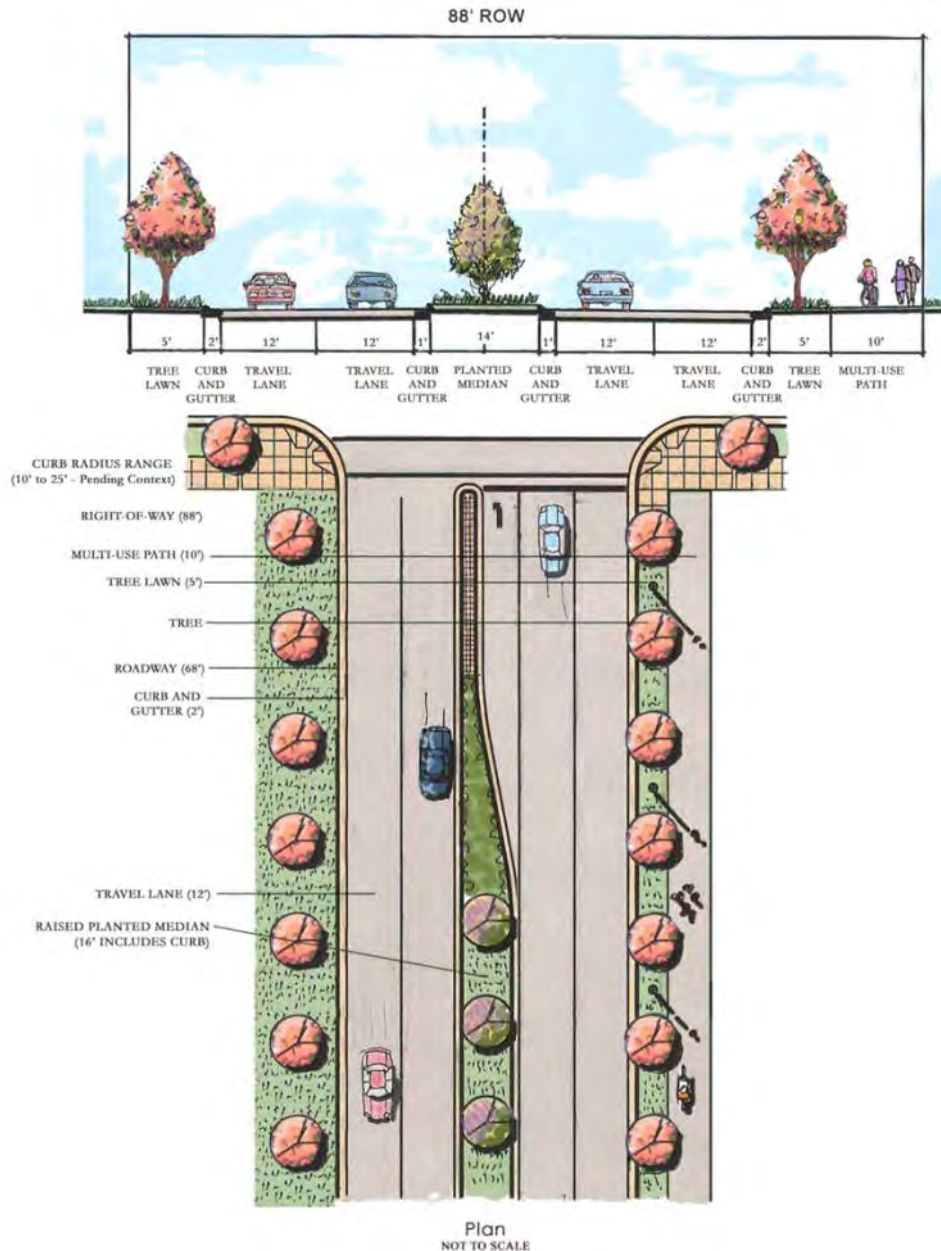 88' ROW
5' 2' 12' 12' 1' 14' 1' 12' 12' 2' 5' 10'
TREE LAWN
CURB AND GUTTER
TRAVEL LANE
TRAVEL LANE
CURB AND GUTTER
PLANTED MEDIAN
CURB AND GUTTER
TRAVEL LANE
TRAVEL LANE
CURB AND GUTTER
TREE LAWN
MULTI-USE PATH
CURB RADIUS RANGE
(10' to 25' - Pending Context)
RIGHT-OF-WAY (88')
MULTI-USE PATH (10')
TREE LAWN (5')
TREE
ROADWAY (68')
CURB AND
GUTTER (2')
TRAVEL LANE (12')
RAISED PLANTED MEDIAN
(16' INCLUDES CURB)
Plan
NOT TO SCALE